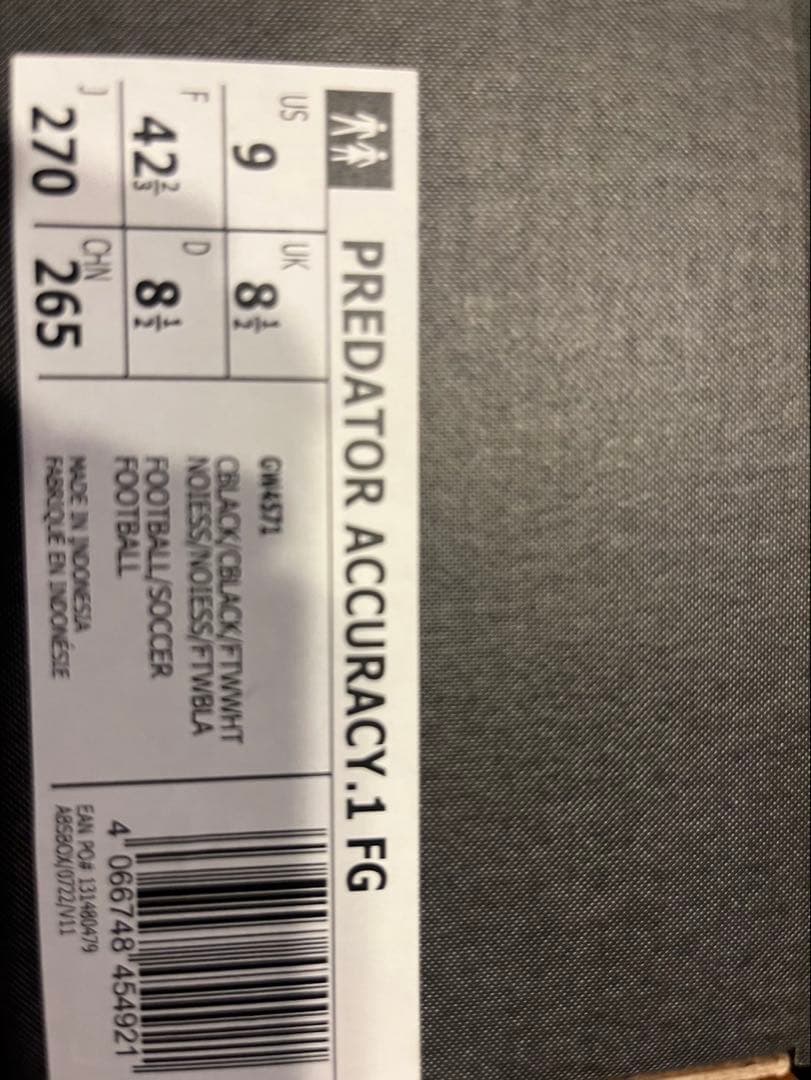 PREDATOR ACCURACY.1 FG
US 9 UK 8½
F 42⅔ D 8½
J 270 CHN 265
GW4571
CBLACK/CBLACK/FTWWHT
NOIESS/NOIESS/FTWBLA
FOOTBALL/SOCCER
FOOTBALL
MADE IN INDONESIA
FABRIQUÉ EN INDONÉSIE
4 066748 454921
EAN PO# 131480479
ABSBOX/0722/V11